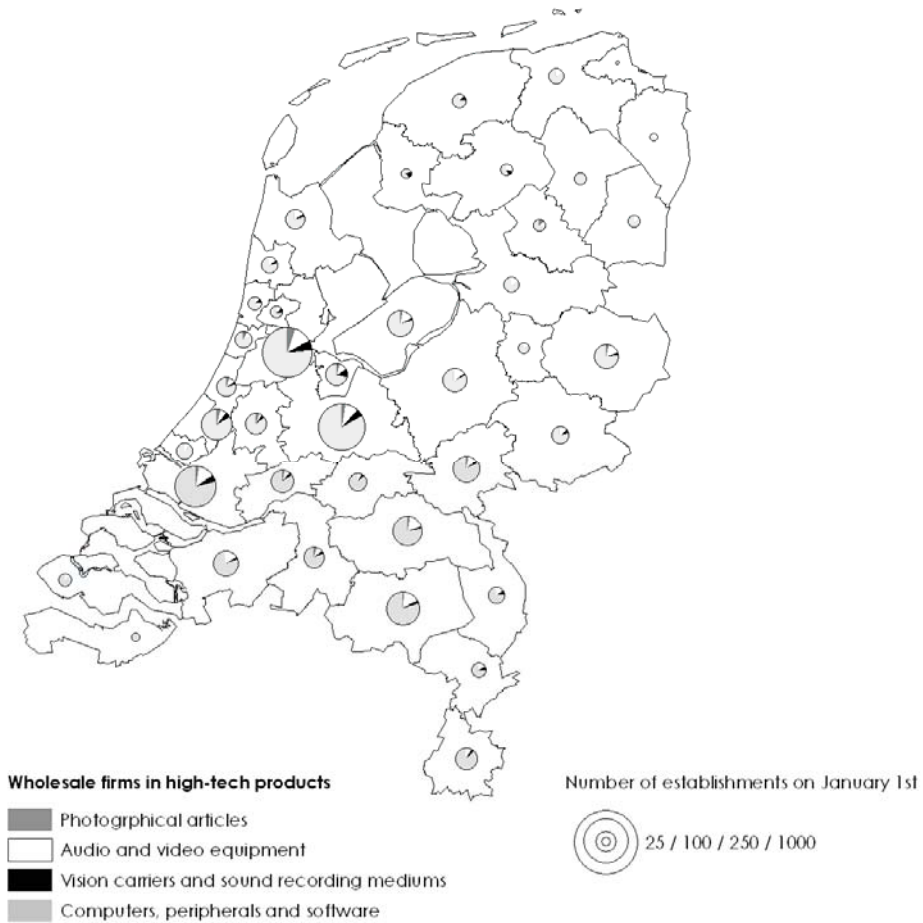 Wholesale firms in high-tech products
Photogrphical articles
Audio and video equipment
Vision carriers and sound recording mediums
Computers, peripherals and software
Number of establishments on January 1st
25 / 100 / 250 / 1000